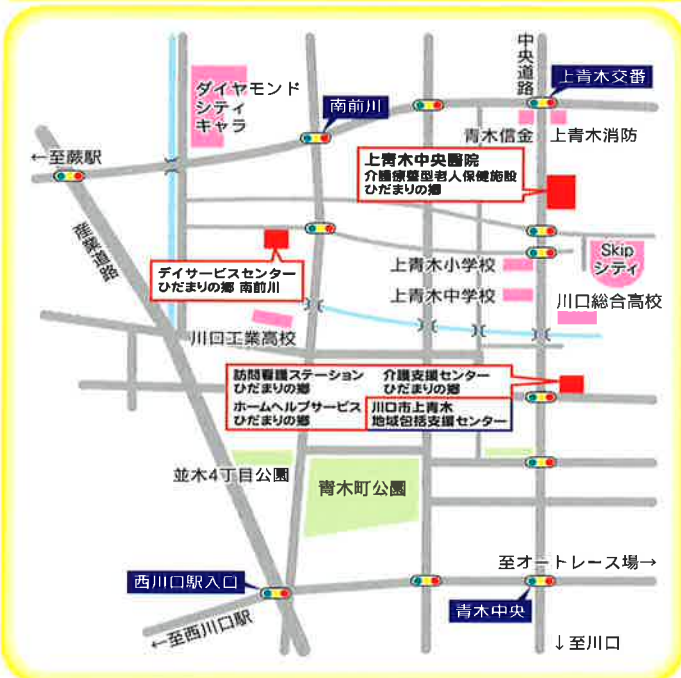 中央道路
上青木交番
ダイヤモンド
シティ
キャラ
南前川
青木信金
上青木消防
←至蕨駅
上青木中央醫院
介護療養型老人保健施設
ひだまりの郷
産業道路
Skip
シティ
デイサービスセンター
ひだまりの郷 南前川
上青木小学校
上青木中学校
川口総合高校
川口工業高校
訪問看護ステーション
ひだまりの郷
介護支援センター
ひだまりの郷
ホームヘルプサービス
ひだまりの郷
川口市上青木
地域包括支援センター
並木4丁目公園
青木町公園
至オートレース場→
西川口駅入口
青木中央
←至西川口駅
↓至川口